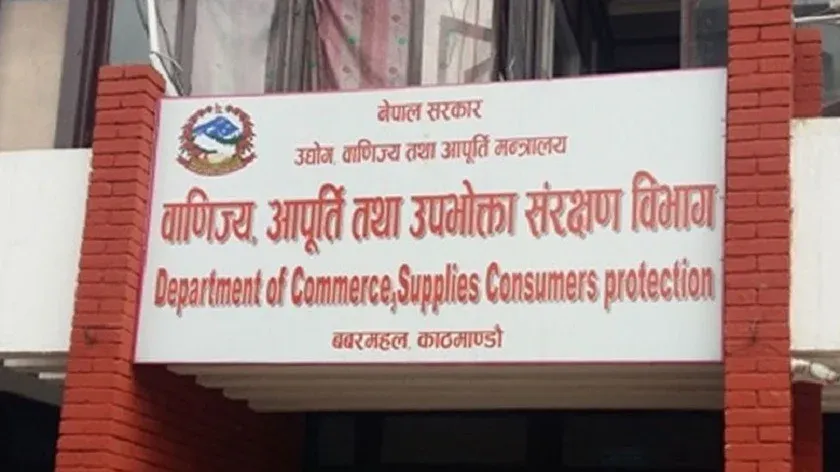 नेपाल सरकार
उद्योग, वाणिज्य तथा आपूर्ति मन्त्रालय
वाणिज्य, आपूर्ति तथा उपभोक्ता संरक्षण विभाग
Department of Commerce,Supplies Consumers protection
बबरमहल, काठमाण्डौ